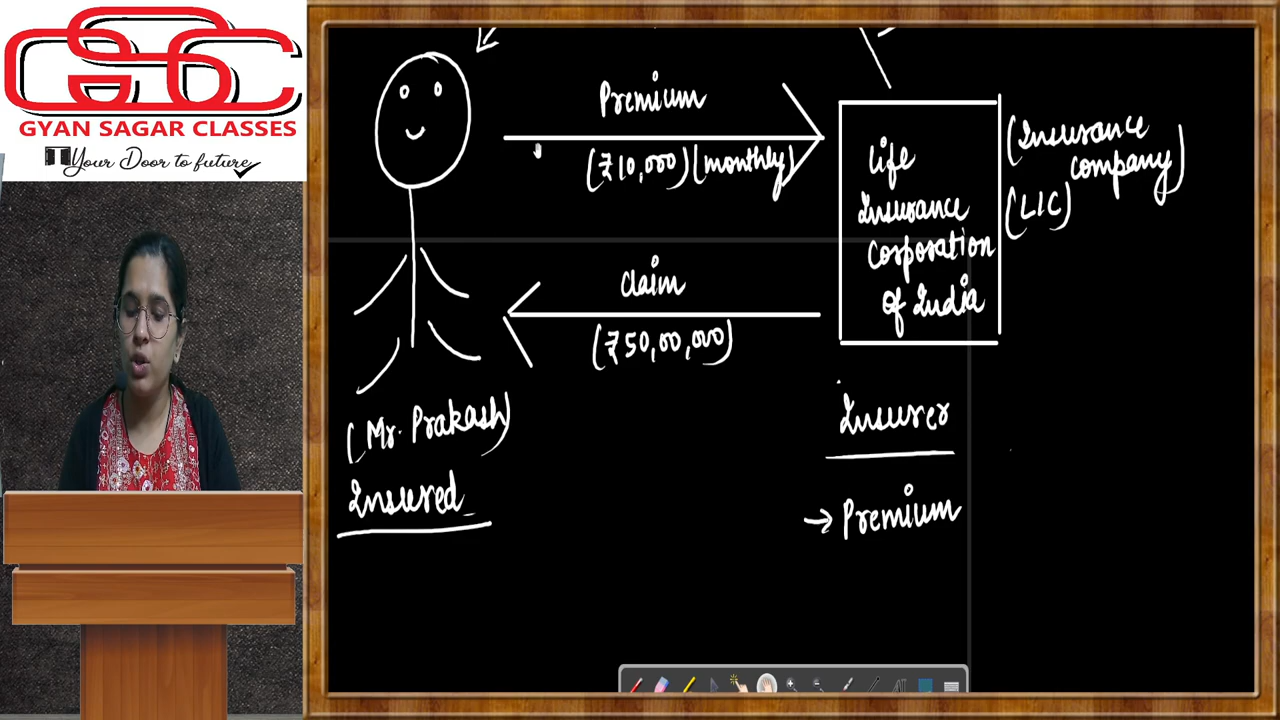 GSC
GYAN SAGAR CLASSES
Your Door to future
Premium
(₹10,000) (monthly)
Life
Insurance
Corporation
of India
(Insurance
company)
(LIC)
Claim
(₹50,00,000)
(Mr. Prakash)
Insured
Insurer
→ Premium